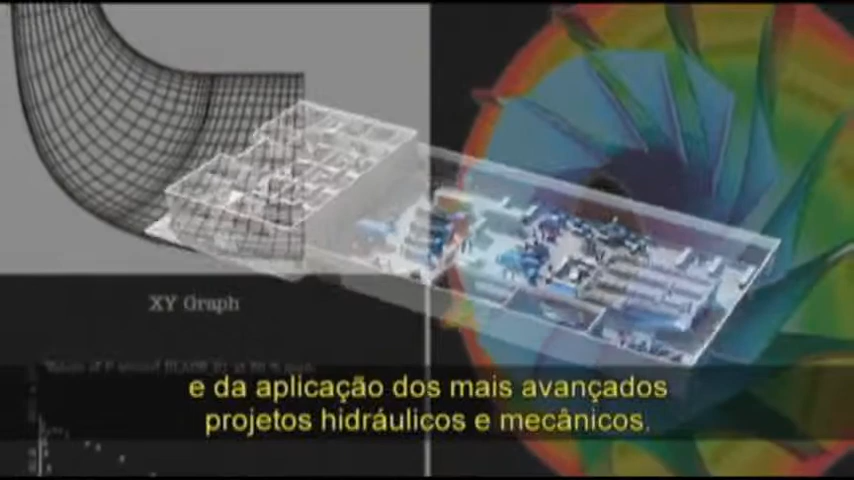 XY Graph
e da aplicação dos mais avançados
projetos hidráulicos e mecânicos.